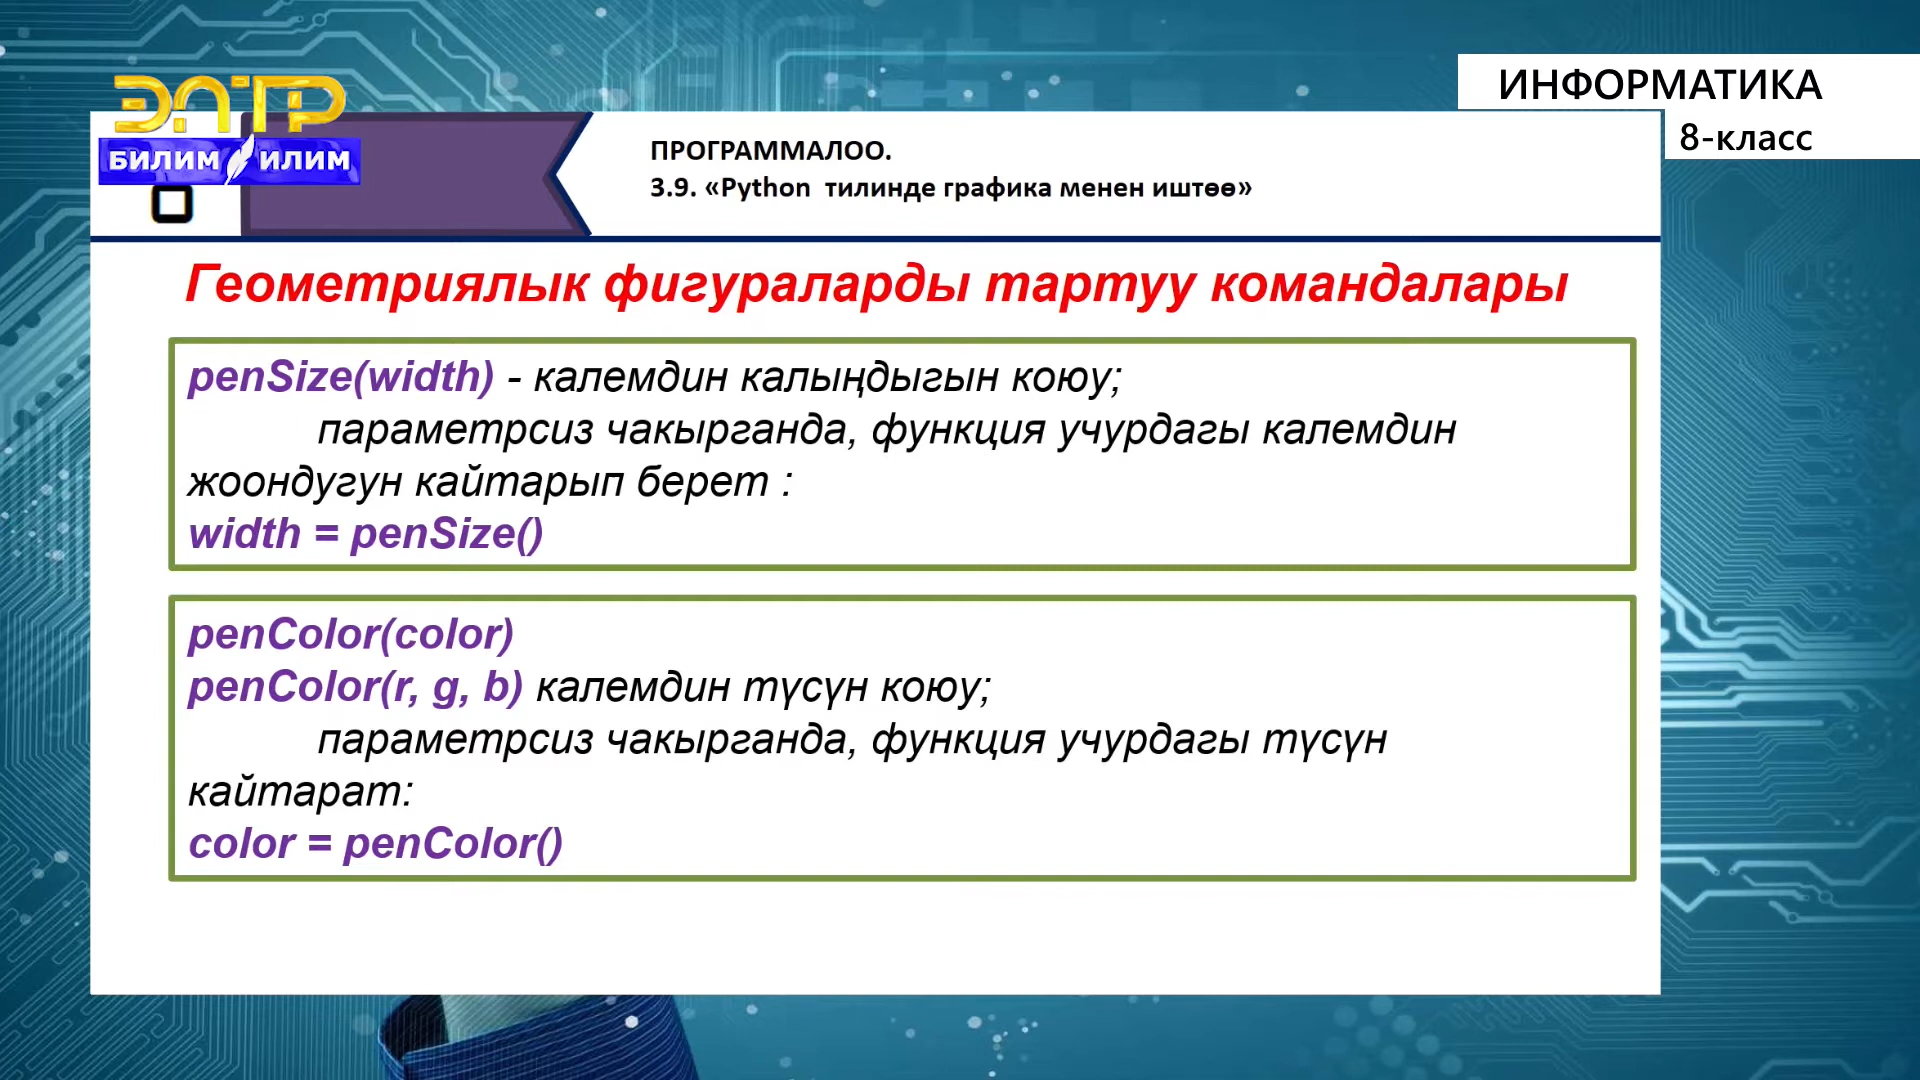 ЭЛТР
БИЛИМ ИЛИМ
ИНФОРМАТИКА
8-класс
ПРОГРАММАЛОО.
3.9. «Python тилинде графика менен иштөө»
Геометриялык фигураларды тартуу командалары
penSize(width) - калемдин калыңдыгын коюу;
параметрсиз чакырганда, функция учурдагы калемдин
жоондугун кайтарып берет :
width = penSize()
penColor(color)
penColor(r, g, b) калемдин түсүн коюу;
параметрсиз чакырганда, функция учурдагы түсүн
кайтарат:
color = penColor()